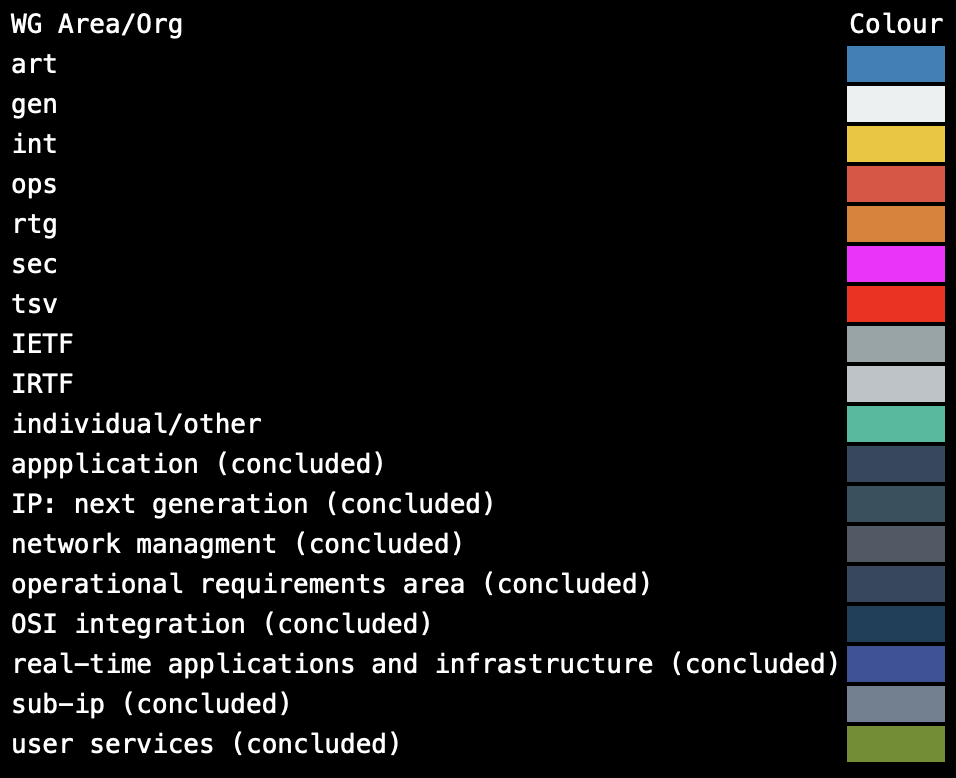 WG Area/Org Colour
art
gen
int
ops
rtg
sec
tsv
IETF
IRTF
individual/other
appplication (concluded)
IP: next generation (concluded)
network managment (concluded)
operational requirements area (concluded)
OSI integration (concluded)
real-time applications and infrastructure (concluded)
sub-ip (concluded)
user services (concluded)